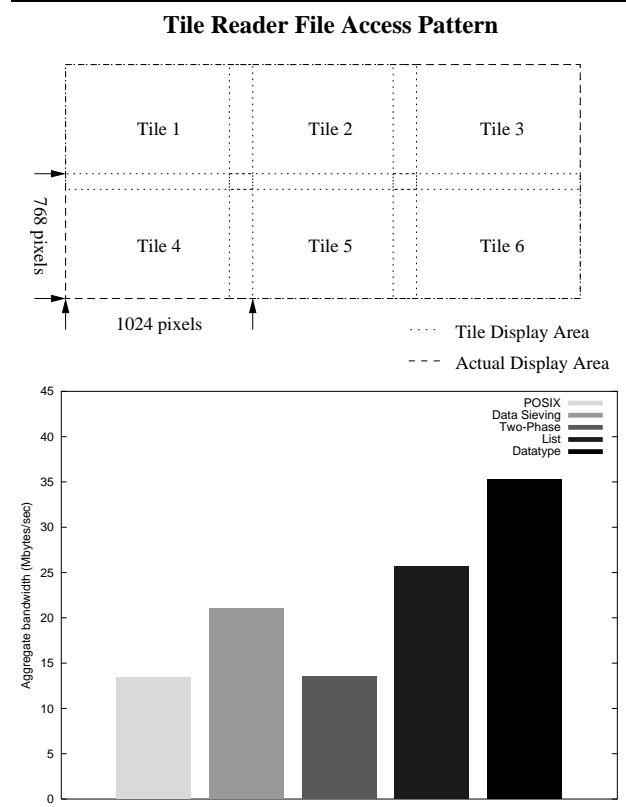 Tile Reader File Access Pattern
Tile 1 Tile 2 Tile 3
768 pixels
Tile 4 Tile 5 Tile 6
1024 pixels
Tile Display Area
Actual Display Area
45
40
35
30
25
20
15
10
5
0
Aggregate bandwidth (Mbytes/sec)
POSIX
Data Sieving
Two-Phase
List
Datatype